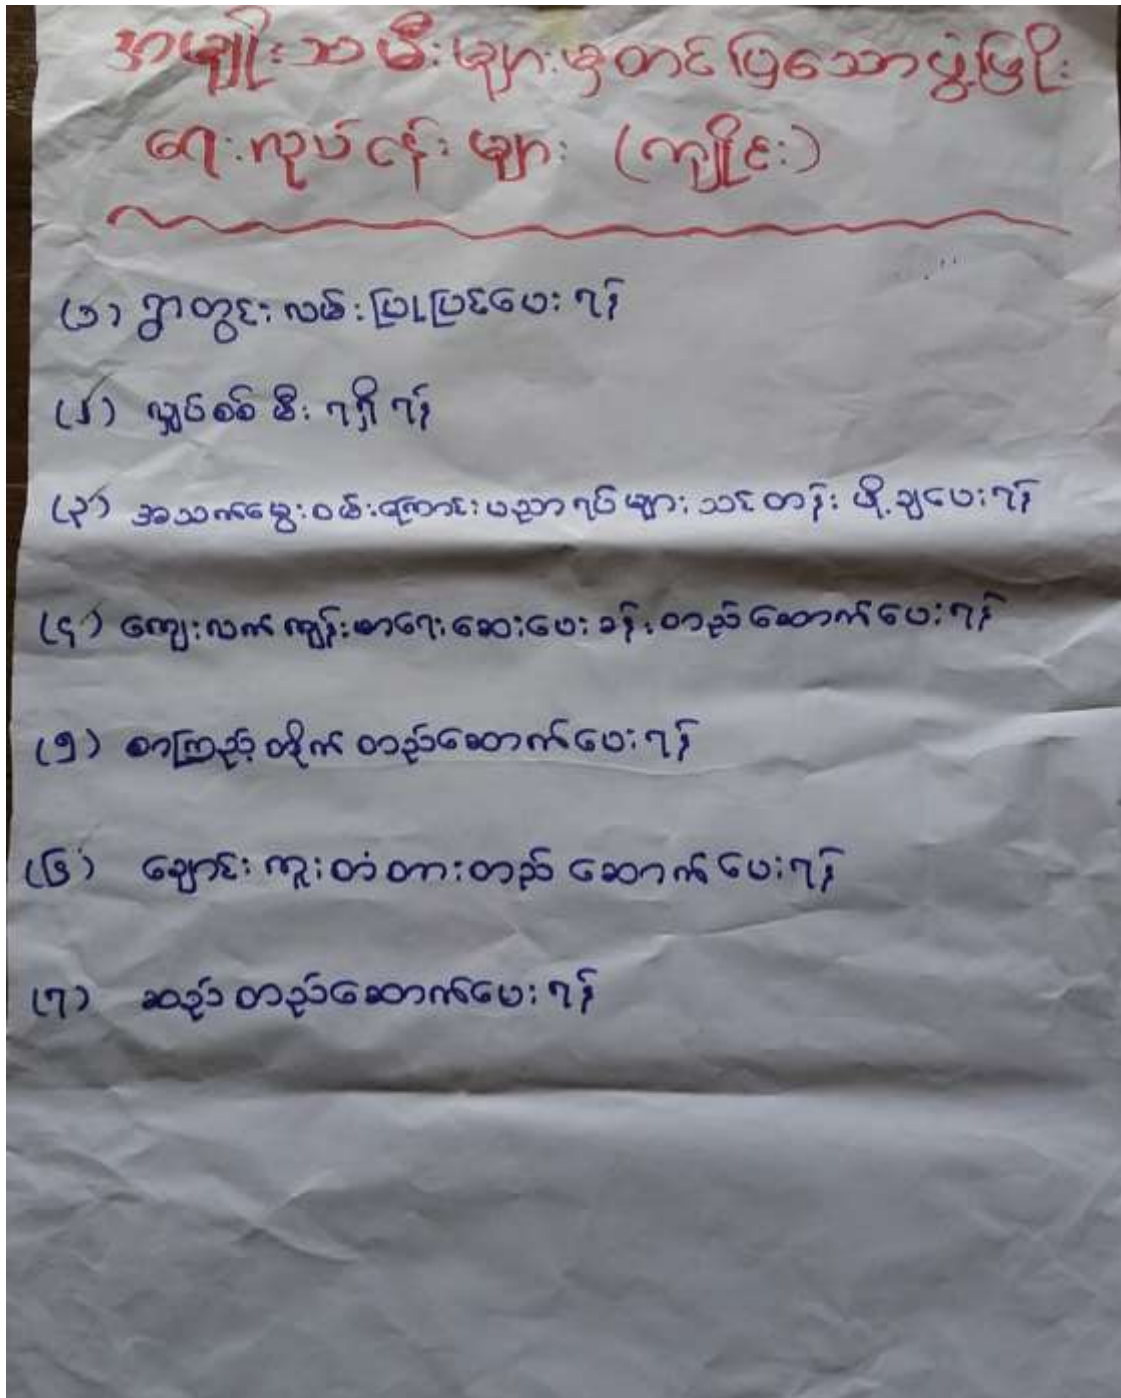 အမျိုးသမီးများမှတင်ပြသောဖွံ့ဖြိုး
ရေးလုပ်ငန်းများ (ကျိုင်း)
(၁) ရွာတွင်းလမ်းပြုပြင်ပေးရန်
(၂) လျှပ်စစ်မီးရရှိရန်
(၃) အသက်မွေးဝမ်းကျောင်းပညာရပ်များသင်တန်းပို့ချပေးရန်
(၄) ကျေးလက်ကျန်းမာရေးဆေးပေးခန်းတည်ဆောက်ပေးရန်
(၅) စာကြည့်တိုက်တည်ဆောက်ပေးရန်
(၆) ချောင်းကူးတံတားတည်ဆောက်ပေးရန်
(၇) ဆည်တည်ဆောက်ပေးရန်